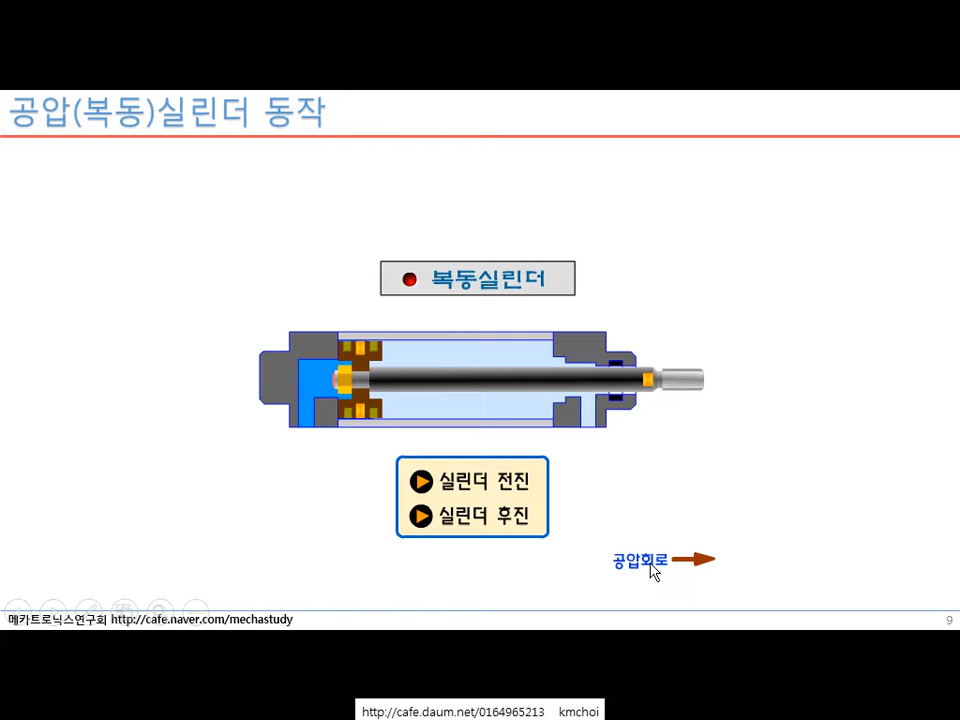 공압(복동)실린더 동작
복동실린더
실린더 전진
실린더 후진
공압회로
메카트로닉스연구회 http://cafe.naver.com/mechastudy
9
http://cafe.daum.net/0164965213 kmchoi